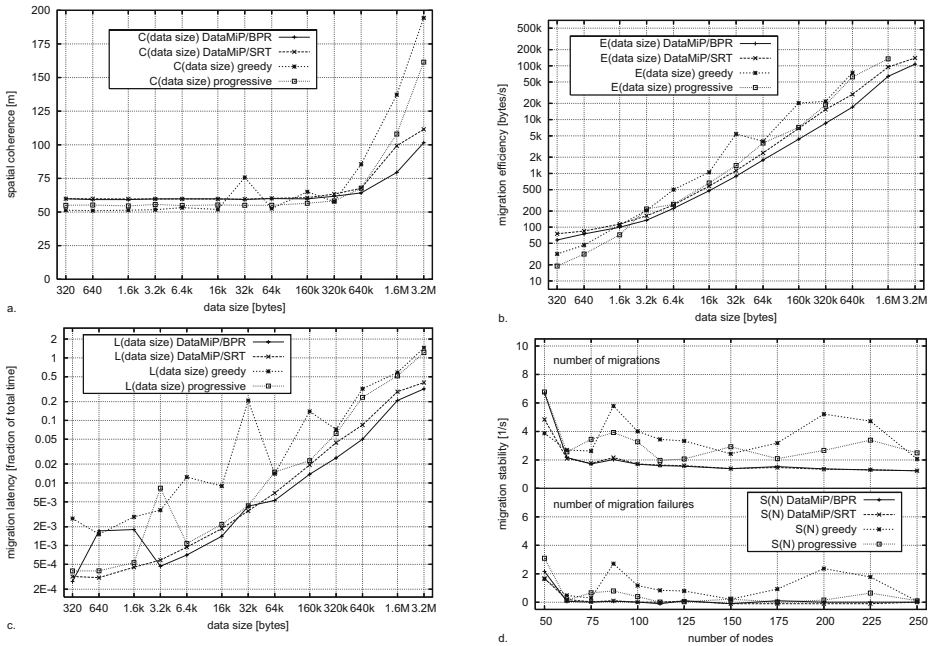 200
175
150
125
100
75
50
25
0
spatial coherence [m]
C(data size) DataMiP/BPR
C(data size) DataMiP/SRT
C(data size) greedy
C(data size) progressive
320 640 1.6k 3.2k 6.4k 16k 32k 64k 160k 320k 640k 1.6M 3.2M
data size [bytes]
a.
500k
200k
100k
50k
20k
10k
5k
2k
1k
500
200
100
50
20
10
migration efficiency [bytes/s]
E(data size) DataMiP/BPR
E(data size) DataMiP/SRT
E(data size) greedy
E(data size) progressive
320 640 1.6k 3.2k 6.4k 16k 32k 64k 160k 320k 640k 1.6M 3.2M
data size [bytes]
b.
2
1
0.5
0.2
0.1
0.05
0.02
0.01
5E-3
2E-3
1E-3
5E-4
2E-4
migration latency [fraction of total time]
L(data size) DataMiP/BPR
L(data size) DataMiP/SRT
L(data size) greedy
L(data size) progressive
320 640 1.6k 3.2k 6.4k 16k 32k 64k 160k 320k 640k 1.6M 3.2M
data size [bytes]
c.
10
8
6
4
2
0
4
2
0
migration stability [1/s]
number of migrations
number of migration failures
S(N) DataMiP/BPR
S(N) DataMiP/SRT
S(N) greedy
S(N) progressive
50 75 100 125 150 175 200 225 250
number of nodes
d.